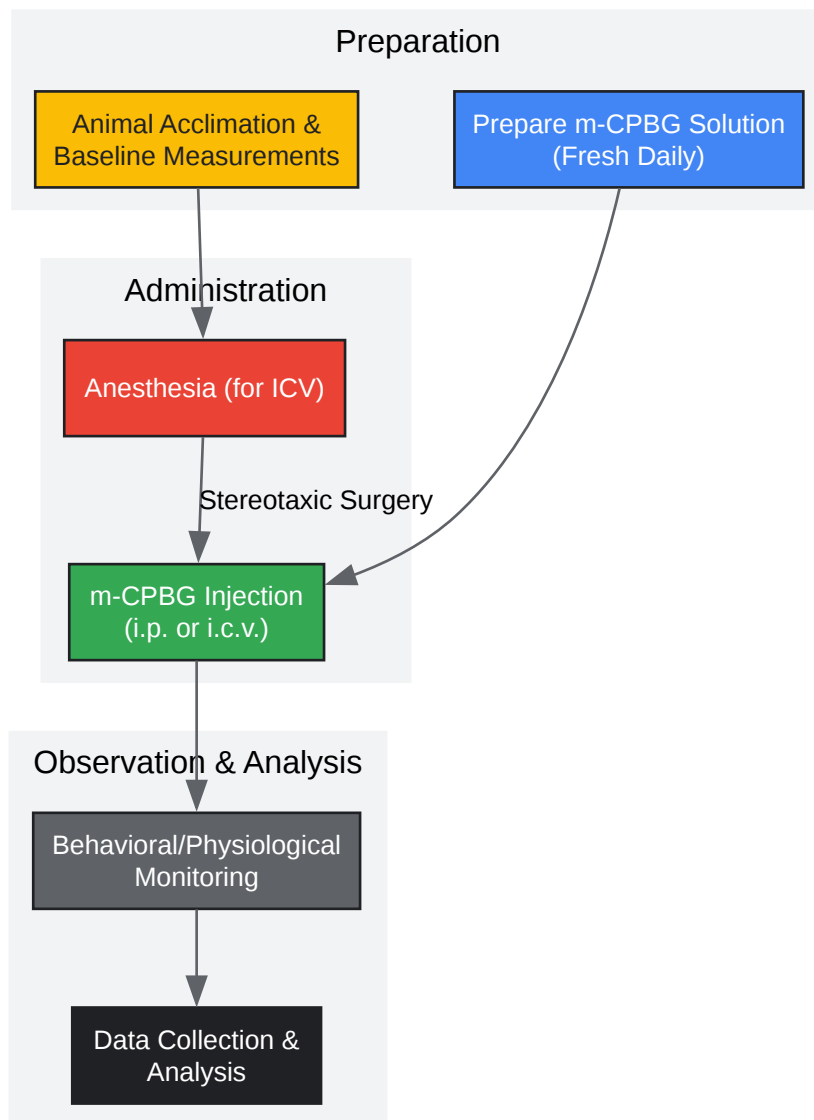 Preparation
Animal Acclimation &
Baseline Measurements
Prepare m-CPBG Solution
(Fresh Daily)
Administration
Anesthesia (for ICV)
Stereotaxic Surgery
m-CPBG Injection
(i.p. or i.c.v.)
Observation & Analysis
Behavioral/Physiological
Monitoring
Data Collection &
Analysis